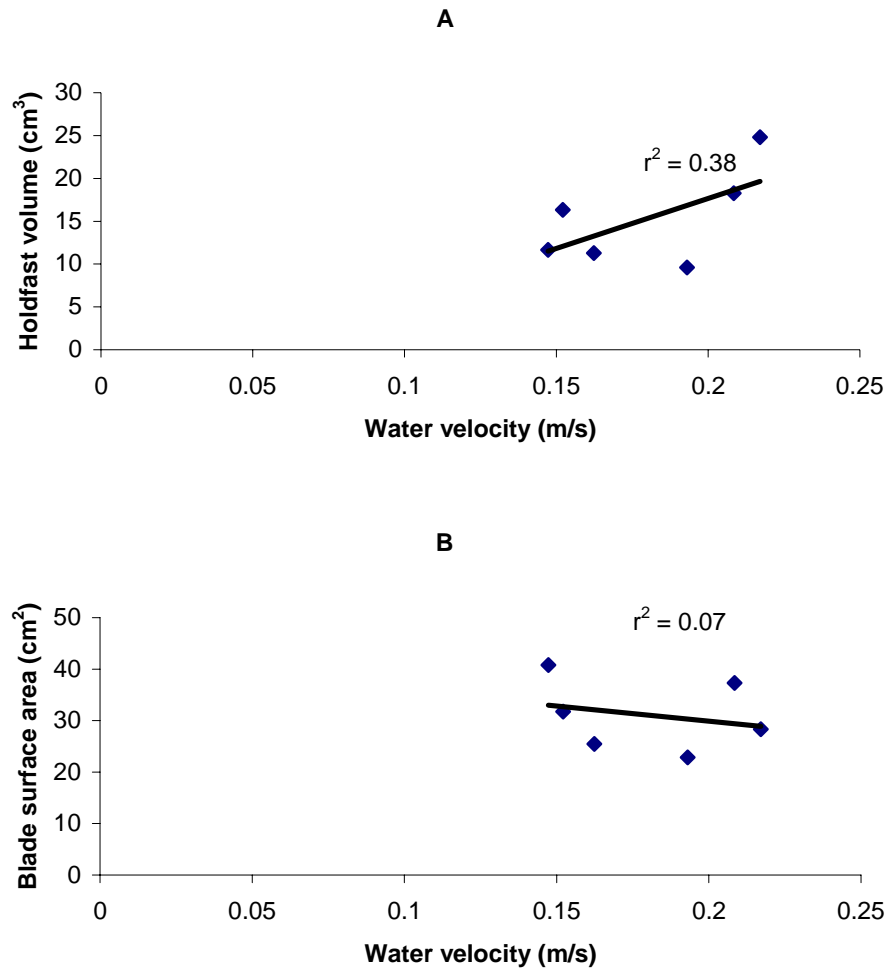 A
Holdfast volume (cm³)
30
25
20
15
10
5
0
r² = 0.38
0 0.05 0.1 0.15 0.2 0.25
Water velocity (m/s)
B
Blade surface area (cm²)
50
40
30
20
10
0
r² = 0.07
0 0.05 0.1 0.15 0.2 0.25
Water velocity (m/s)